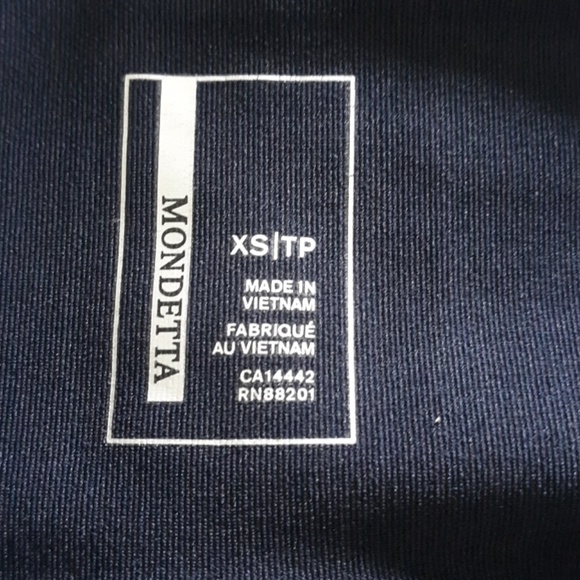 MONDETTA
XS|TP
MADE IN
VIETNAM
FABRIQUÉ
AU VIETNAM
CA14442
RN88201